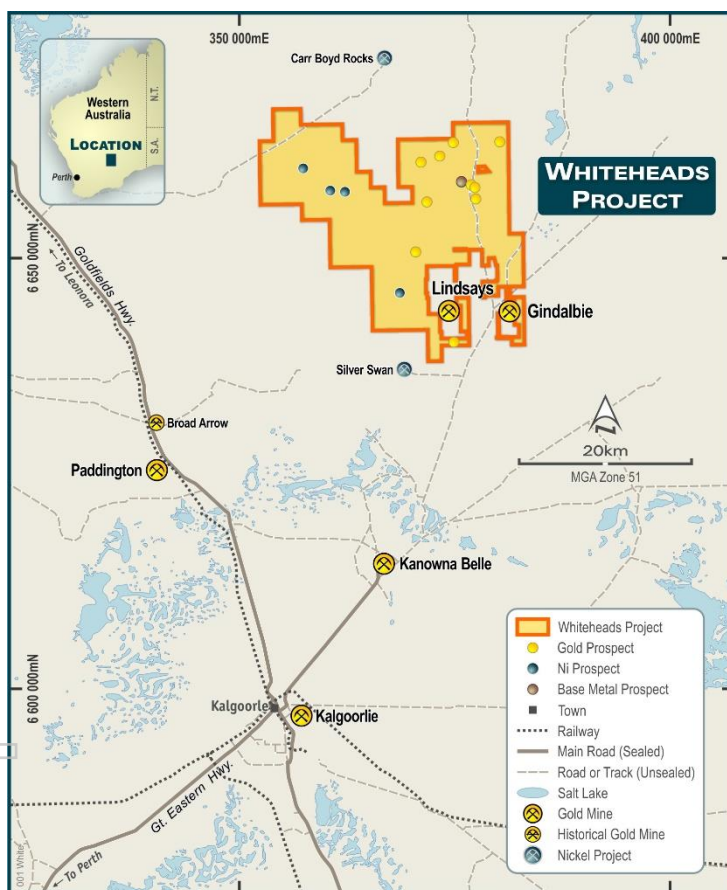 350 000mE
400 000mE
Carr Boyd Rocks
Western
Australia
N.T.
S.A.
LOCATION
Perth
WHITEHEADS
PROJECT
6 650 000mN
Goldfields Hwy.
To Leonora
Lindsays
Gindalbie
Silver Swan
Broad Arrow
Paddington
20km
MGA Zone 51
Kanowna Belle
6 600 000mN
Kalgoorle
Kalgoorlie
Gt. Eastern Hwy.
To Perth
001 White
Whiteheads Project
Gold Prospect
Ni Prospect
Base Metal Prospect
Town
Railway
Main Road (Sealed)
Road or Track (Unsealed)
Salt Lake
Gold Mine
Historical Gold Mine
Nickel Project